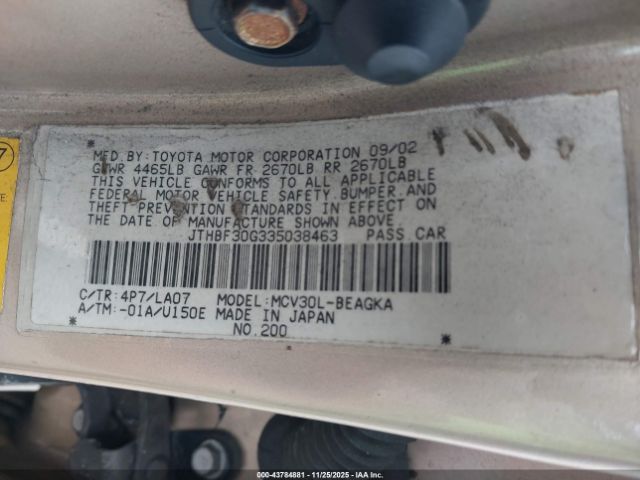 MFD.BY:TOYOTA MOTOR CORPORATION 09/02
GVWR 4465LB GAWR FR 2670LB RR 2670LB
THIS VEHICLE CONFORMS TO ALL APPLICABLE
FEDERAL MOTOR VEHICLE SAFETY,BUMPER,AND
THEFT PREVENTION STANDARDS IN EFFECT ON
THE DATE OF MANUFACTURE SHOWN ABOVE
JTHBF30G335038463 PASS CAR
C/TR:4P7/LA07 MODEL:MCV30L-BEAGKA
A/TM:-01A/U150E MADE IN JAPAN
NO.200
000-43784881 - 11/25/2025 - IAAHC